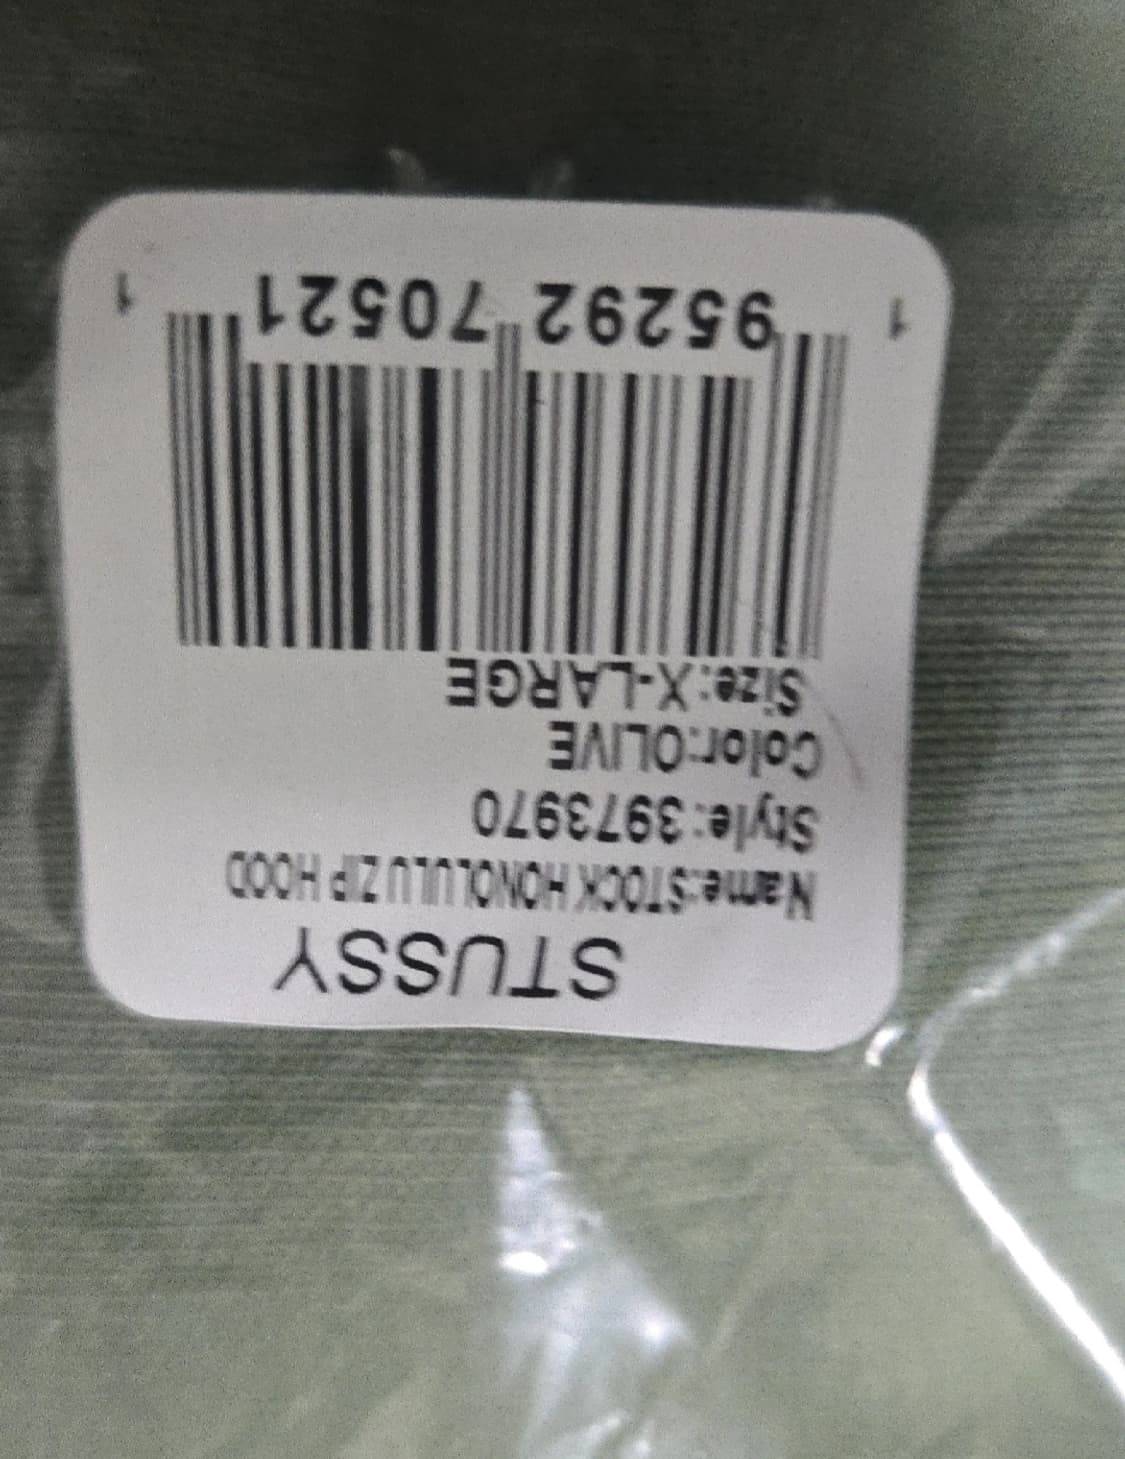 STUSSY
Name:STOCK HONOLULU ZIP HOOD
Style:3973970
Color:OLIVE
Size:X-LARGE
1 95292 70521 1